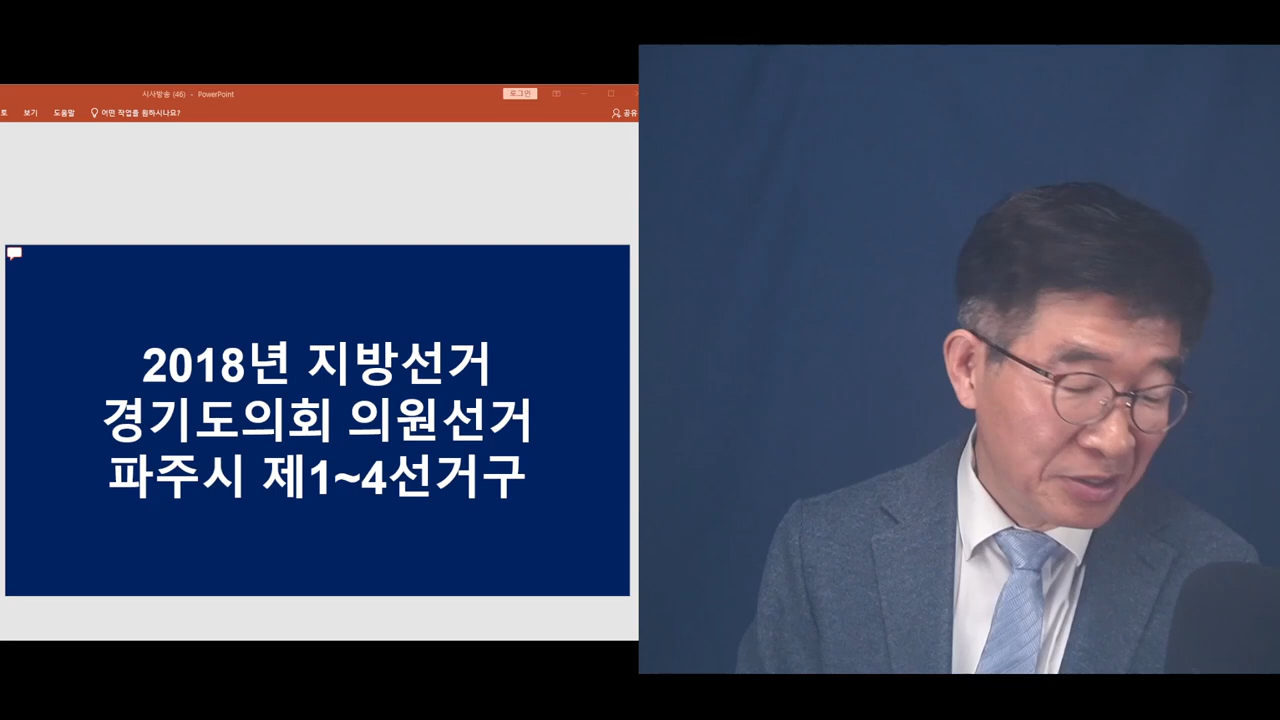 시사방송 (46) - PowerPoint
로그인
토 보기 도움말 어떤 작업을 원하시나요?
공유
2018년 지방선거
경기도의회 의원선거
파주시 제1~4선거구